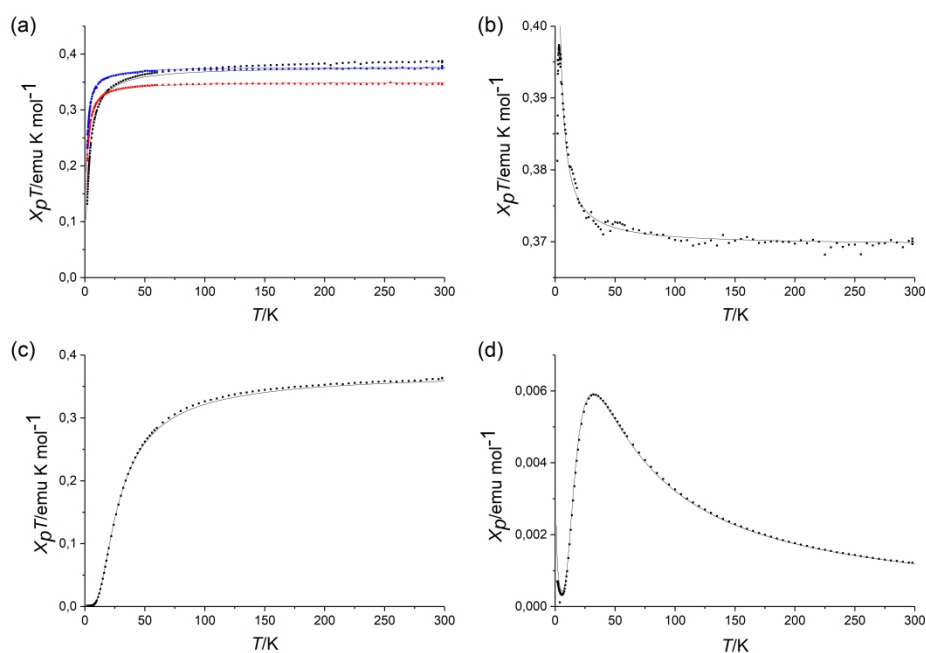 (a)
XpT/emu K mol⁻¹
0,4
0,3
0,2
0,1
0,0
0 50 100 150 200 250 300
T/K
(b)
XpT/emu K mol⁻¹
0,40
0,39
0,38
0,37
0 50 100 150 200 250 300
T/K
(c)
XpT/emu K mol⁻¹
0,4
0,3
0,2
0,1
0,0
0 50 100 150 200 250 300
T/K
(d)
Xp/emu mol⁻¹
0,006
0,004
0,002
0,000
0 50 100 150 200 250 300
T/K